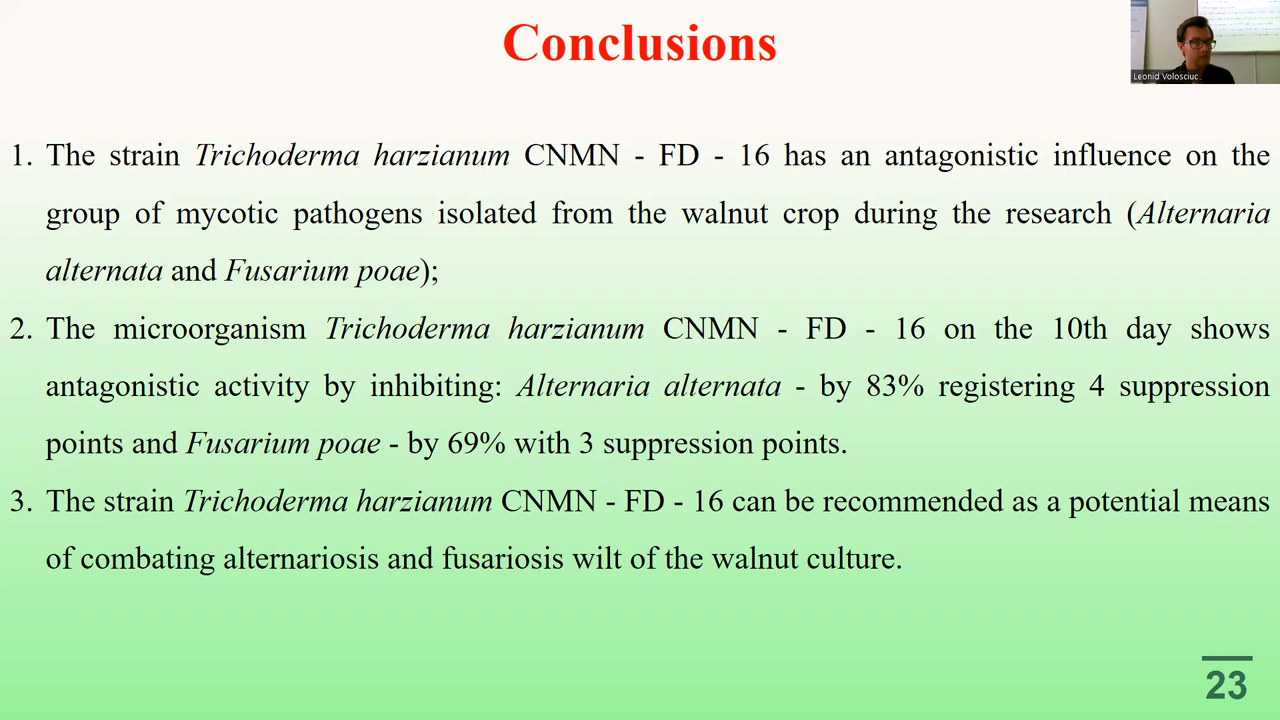 Conclusions
Leonid Volosciuc
1. The strain Trichoderma harzianum CNMN - FD - 16 has an antagonistic influence on the
group of mycotic pathogens isolated from the walnut crop during the research (Alternaria
alternata and Fusarium poae);
2. The microorganism Trichoderma harzianum CNMN - FD - 16 on the 10th day shows
antagonistic activity by inhibiting: Alternaria alternata - by 83% registering 4 suppression
points and Fusarium poae - by 69% with 3 suppression points.
3. The strain Trichoderma harzianum CNMN - FD - 16 can be recommended as a potential means
of combating alternariosis and fusariosis wilt of the walnut culture.
23